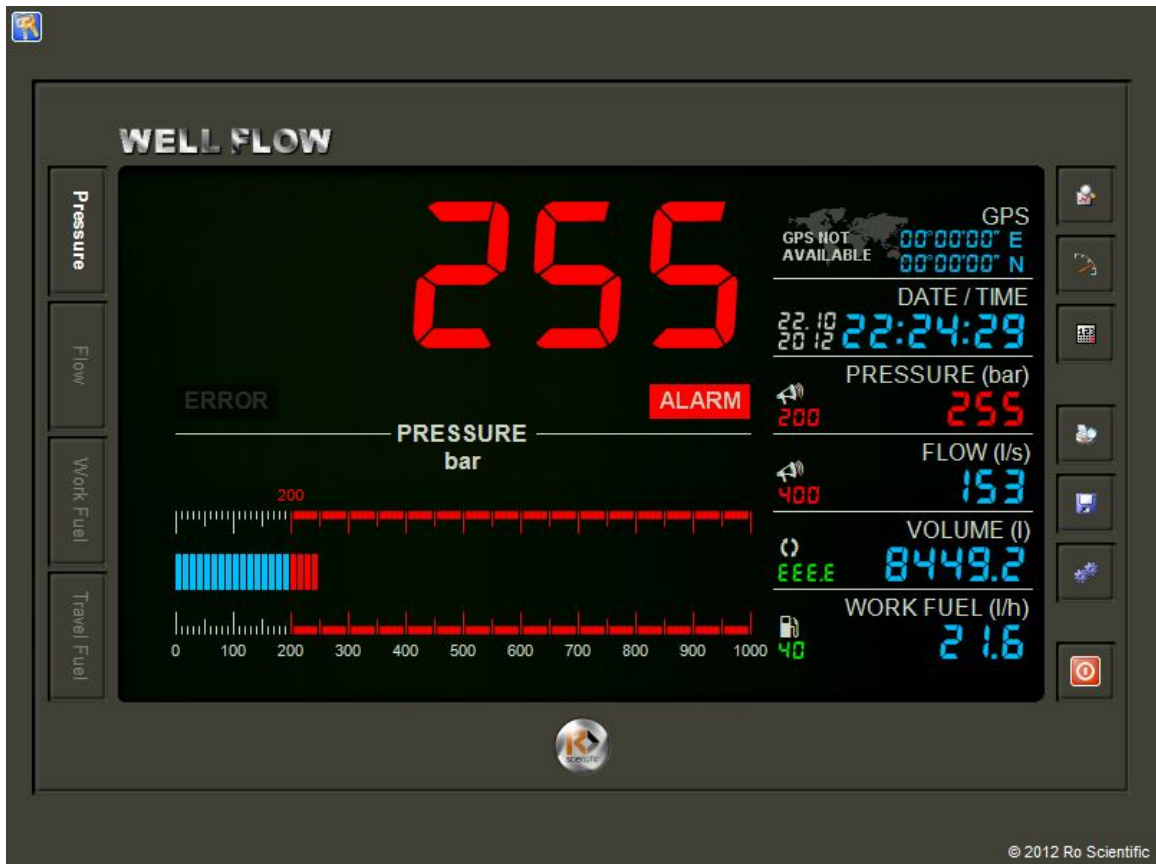 WELL FLOW
Pressure
Flow
Work Fuel
Travel Fuel
255
ERROR
ALARM
PRESSURE
bar
200
0 100 200 300 400 500 600 700 800 900 1000
GPS
GPS NOT
AVAILABLE
00°00'00" E
00°00'00" N
DATE / TIME
22.10
2012
22:24:29
PRESSURE (bar)
200
255
FLOW (l/s)
400
153
VOLUME (l)
EEE.E
8449.2
WORK FUEL (l/h)
40
21.6
123
RO
scientific
© 2012 Ro Scientific